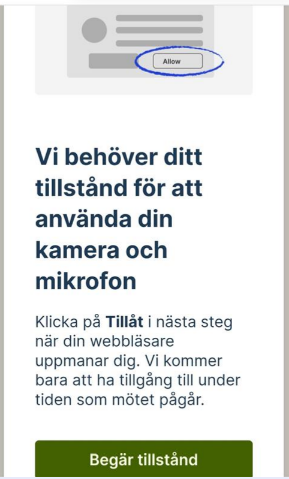 Allow
Vi behöver ditt
tillstånd för att
använda din
kamera och
mikrofon
Klicka på Tillåt i nästa steg
när din webbläsare
uppmanar dig. Vi kommer
bara att ha tillgång till under
tiden som mötet pågår.
Begär tillstånd